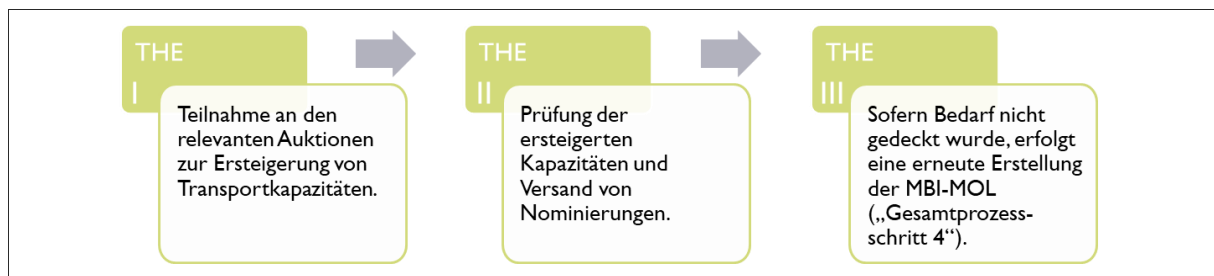 THE
I
Teilnahme an den
relevanten Auktionen
zur Ersteigerung von
Transportkapazitäten.
THE
II
Prüfung der
ersteigerten
Kapazitäten und
Versand von
Nominierungen.
THE
III
Sofern Bedarf nicht
gedeckt wurde, erfolgt
eine erneute Erstellung
der MBI-MOL
(„Gesamtprozess-
schritt 4“).